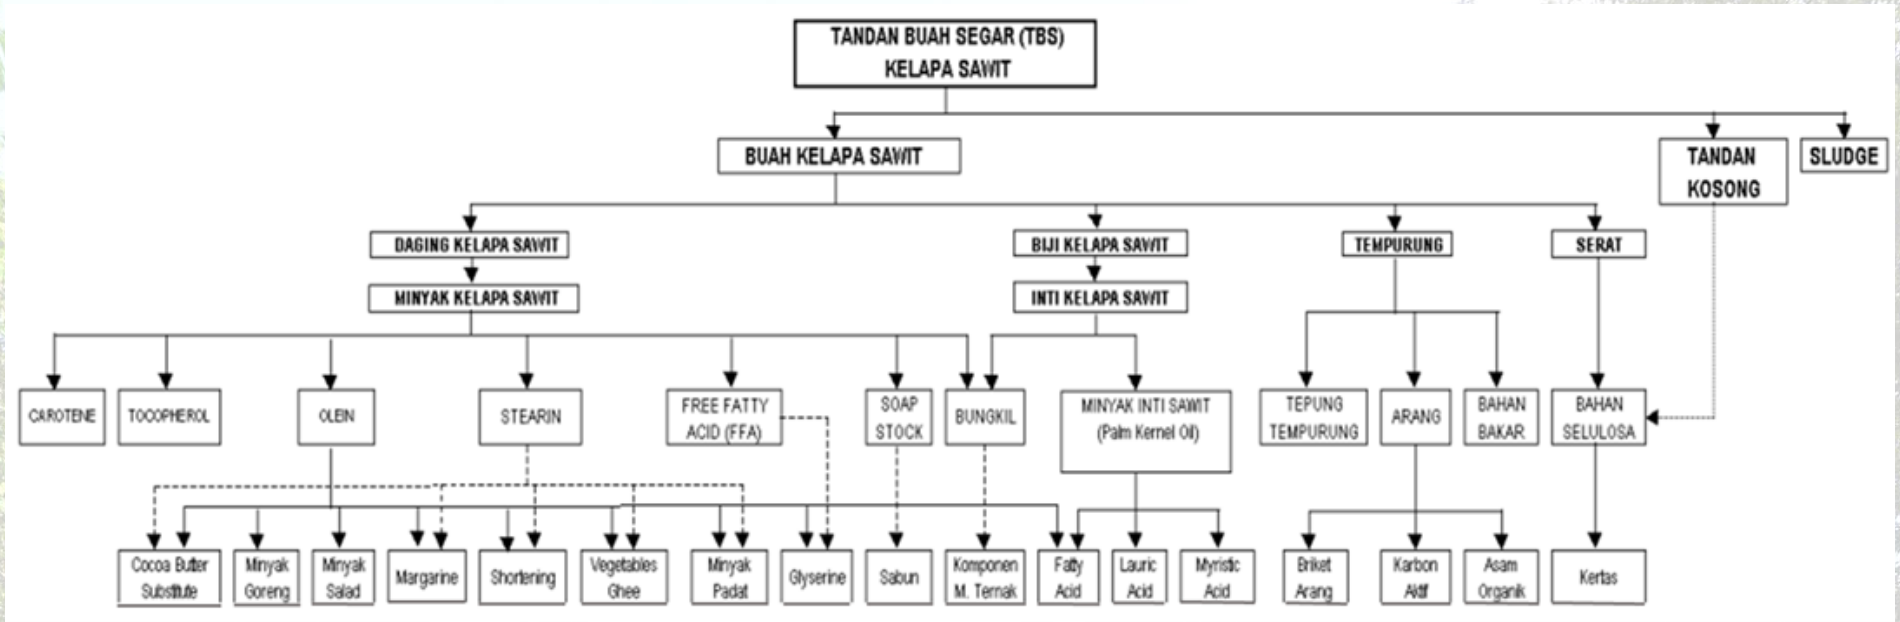 TANDAN BUAH SEGAR (TBS)
KELAPA SAWIT
BUAH KELAPA SAWIT
TANDAN
KOSONG
SLUDGE
DAGING KELAPA SAWIT
BIJI KELAPA SAWIT
TEMPURUNG
SERAT
MINYAK KELAPA SAWIT
INTI KELAPA SAWIT
CAROTENE
TOCOPHEROL
OLEIN
STEARIN
FREE FATTY
ACID (FFA)
SOAP
STOCK
BUNGKIL
MINYAK INTI SAWIT
(Palm Kernel Oil)
TEPUNG
TEMPURUNG
ARANG
BAHAN
BAKAR
BAHAN
SELULOSA
Cocoa Butter
Substitute
Minyak
Goreng
Minyak
Salad
Margarine
Shortening
Vegetables
Ghee
Minyak
Padat
Glyserine
Sabun
Komponen
M. Ternak
Fatty
Acid
Lauric
Acid
Myristic
Acid
Briket
Arang
Karbon
Aktif
Asam
Organik
Kertas